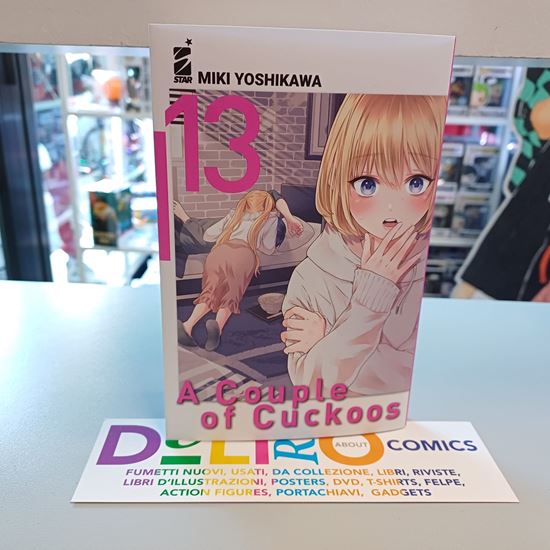 STAR
MIKI YOSHIKAWA
13
A Couple
of Cuckoos
DELIRO ABOUT COMICS
FUMETTI NUOVI, USATI, DA COLLEZIONE, LIBRI, RIVISTE,
LIBRI D'ILLUSTRAZIONI, POSTERS, DVD, T-SHIRTS, FELPE,
ACTION FIGURES, PORTACHIAVI, GADGETS